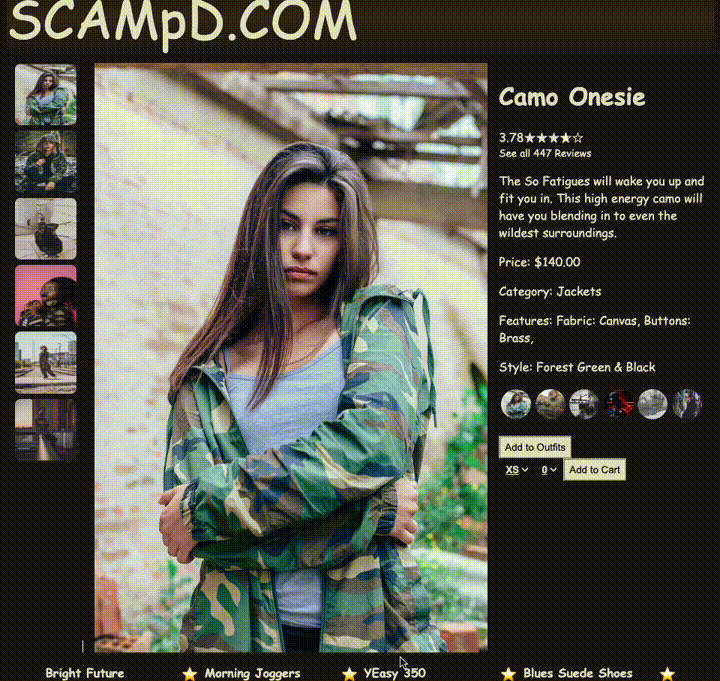 SCAMpD.COM
Camo Onesie
3.78★★★★☆
See all 447 Reviews
The So Fatigues will wake you up and
fit you in. This high energy camo will
have you blending in to even the
wildest surroundings.
Price: $140.00
Category: Jackets
Features: Fabric: Canvas, Buttons:
Brass,
Style: Forest Green & Black
Add to Outfits
XS 0 Add to Cart
Bright Future ⭐ Morning Joggers ⭐ YEasy 350 ⭐ Blues Suede Shoes ⭐